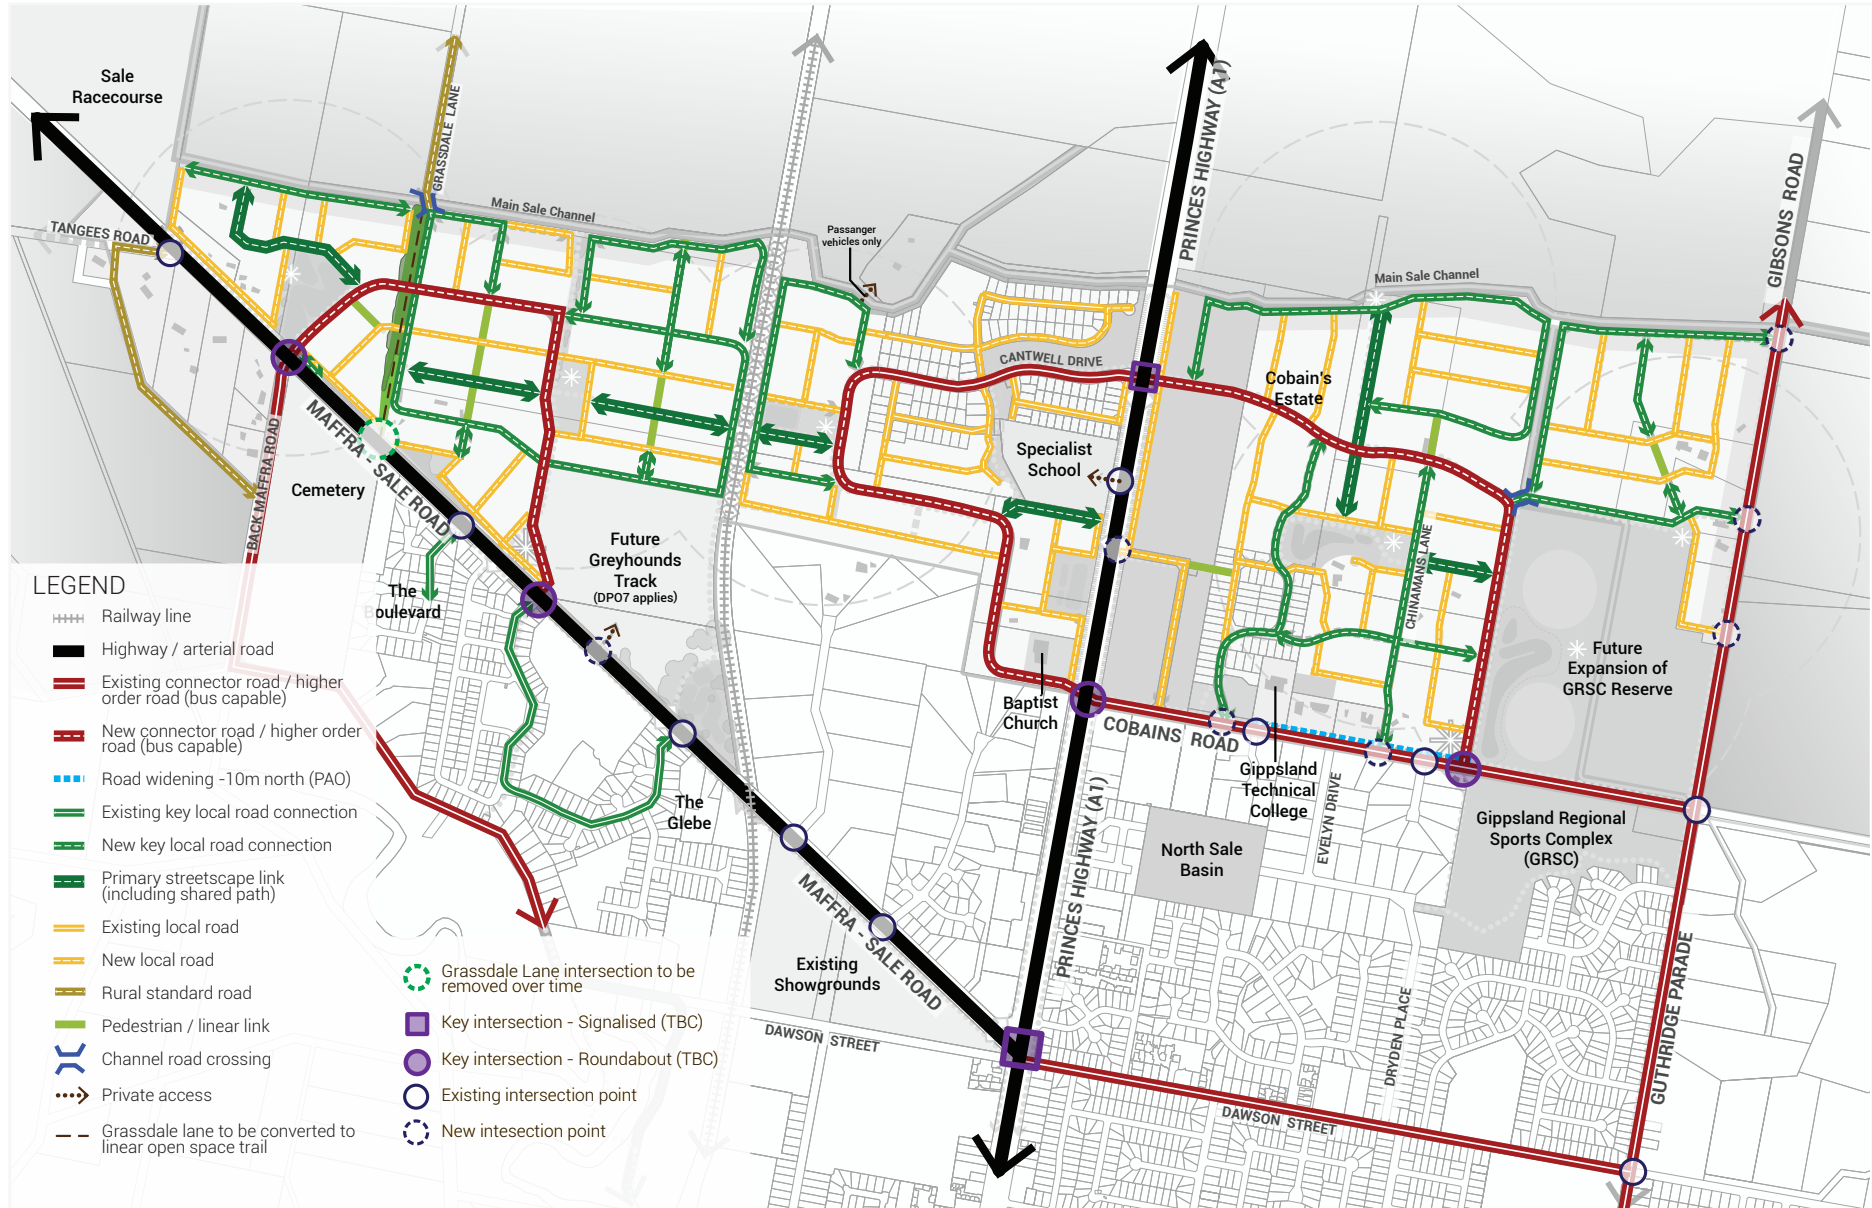 Sale
Racecourse
TANGEES ROAD
GRASSDALE LANE
Main Sale Channel
Passanger
vehicles only
PRINCES HIGHWAY (A1)
Main Sale Channel
GIBSONS ROAD
CANTWELL DRIVE
Cobain's
Estate
Specialist
School
MAFFRA - SALE ROAD
BACK MAFFRA ROAD
Cemetery
Future
Greyhounds
Track
(DPO7 applies)
CHINAMANS LANE
The
Boulevard
Future
Expansion of
GRSC Reserve
Baptist
Church
COBAINS ROAD
Gippsland
Technical
College
EVELYN DRIVE
The
Glebe
North Sale
Basin
Gippsland Regional
Sports Complex
(GRSC)
PRINCES HIGHWAY (A1)
MAFFRA - SALE ROAD
Existing
Showgrounds
DAWSON STREET
DRYDEN PLACE
GUTHRIDGE PARADE
DAWSON STREET
LEGEND
Railway line
Highway / arterial road
Existing connector road / higher
order road (bus capable)
New connector road / higher order
road (bus capable)
Road widening -10m north (PAO)
Existing key local road connection
New key local road connection
Primary streetscape link
(including shared path)
Existing local road
New local road
Rural standard road
Pedestrian / linear link
Channel road crossing
Private access
Grassdale lane to be converted to
linear open space trail
Grassdale Lane intersection to be
removed over time
Key intersection - Signalised (TBC)
Key intersection - Roundabout (TBC)
Existing intersection point
New intesection point